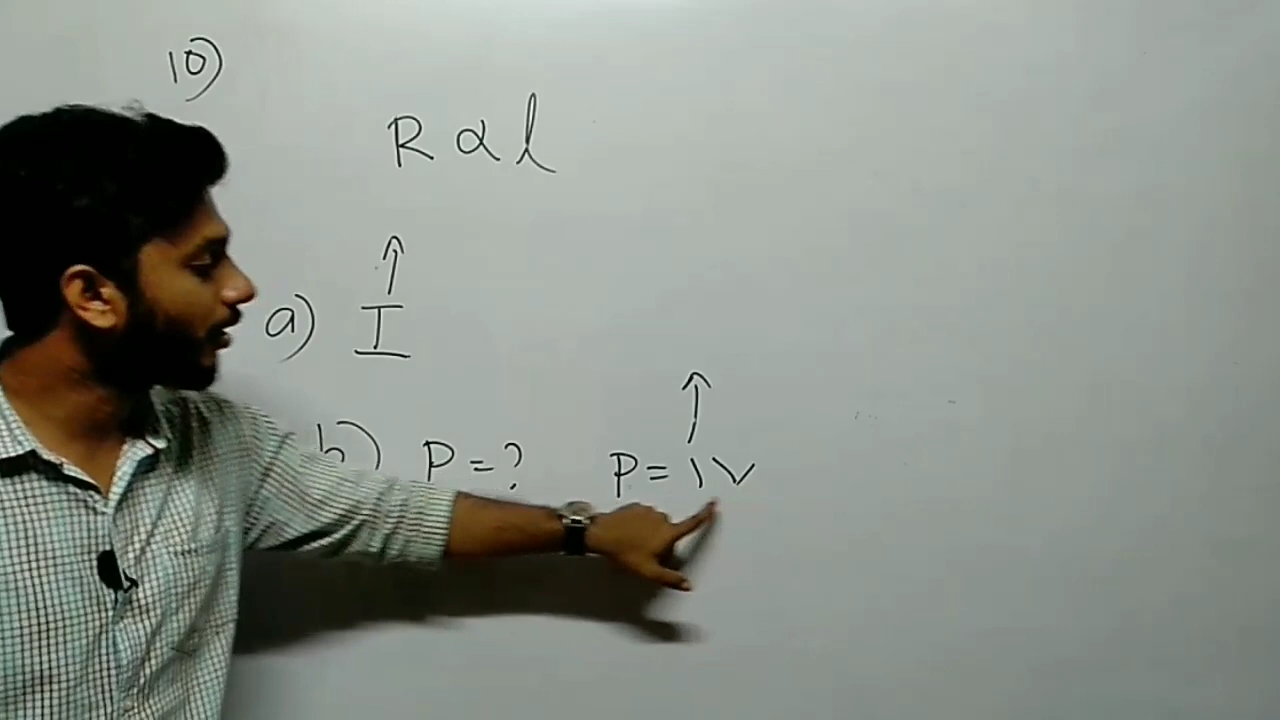 10)
R α l
↑
a) I
↑
b) P = ? P = IV